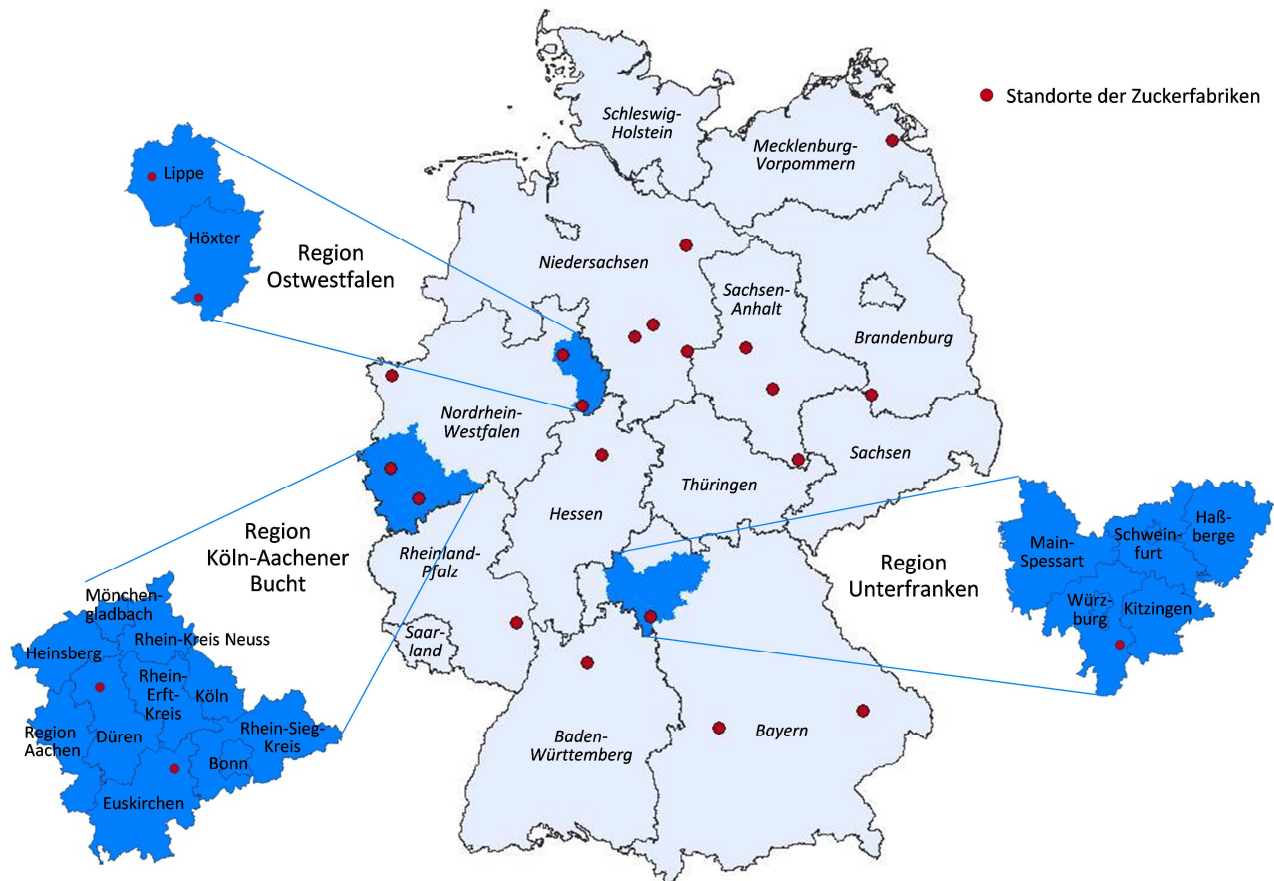 Schleswig-
Holstein
Mecklenburg-
Vorpommern
Standorte der Zuckerfabriken
Lippe
Höxter
Region
Ostwestfalen
Niedersachsen
Sachsen-
Anhalt
Brandenburg
Nordrhein-
Westfalen
Sachsen
Thüringen
Hessen
Region
Köln-Aachener
Bucht
Rheinland-
Pfalz
Saar-
land
Region
Unterfranken
Main-
Spessart
Schwein-
furt
Haß-
berge
Würz-
burg
Kitzingen
Mönchen-
gladbach
Rhein-Kreis Neuss
Heinsberg
Rhein-
Erft-
Kreis
Köln
Region
Aachen
Düren
Rhein-Sieg-
Kreis
Bonn
Euskirchen
Baden-
Württemberg
Bayern